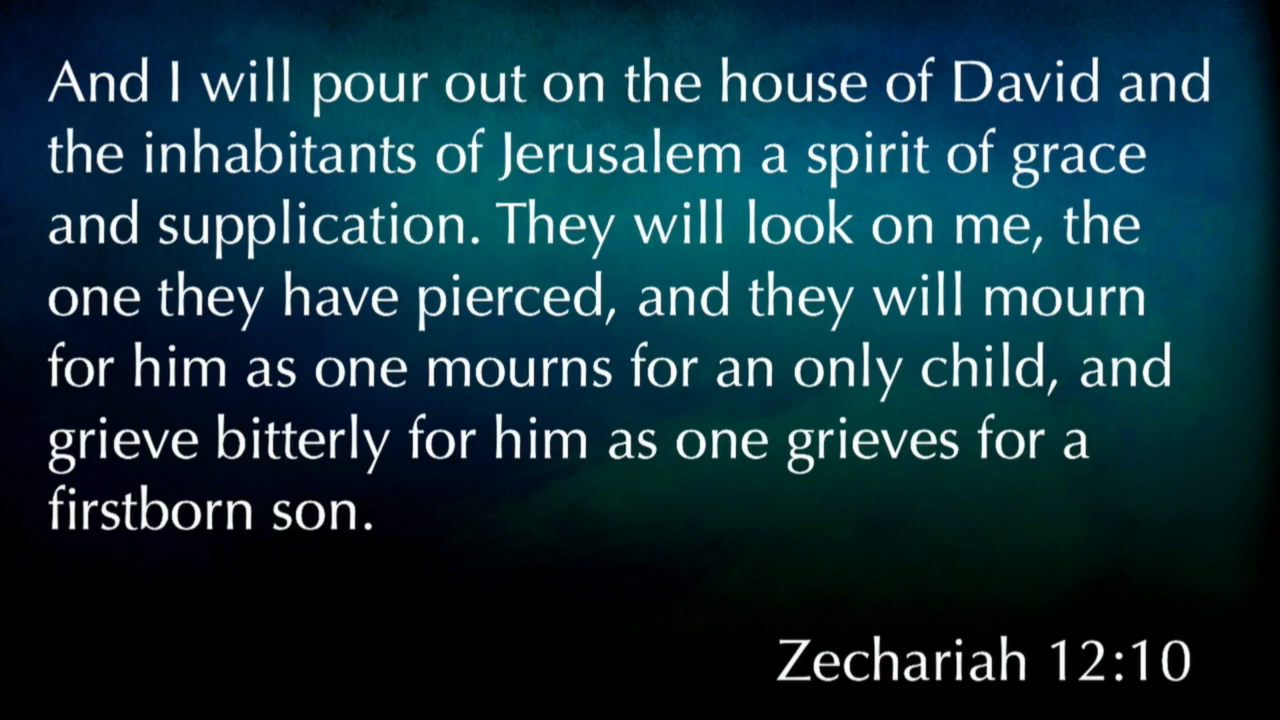 And I will pour out on the house of David and
the inhabitants of Jerusalem a spirit of grace
and supplication. They will look on me, the
one they have pierced, and they will mourn
for him as one mourns for an only child, and
grieve bitterly for him as one grieves for a
firstborn son.
Zechariah 12:10